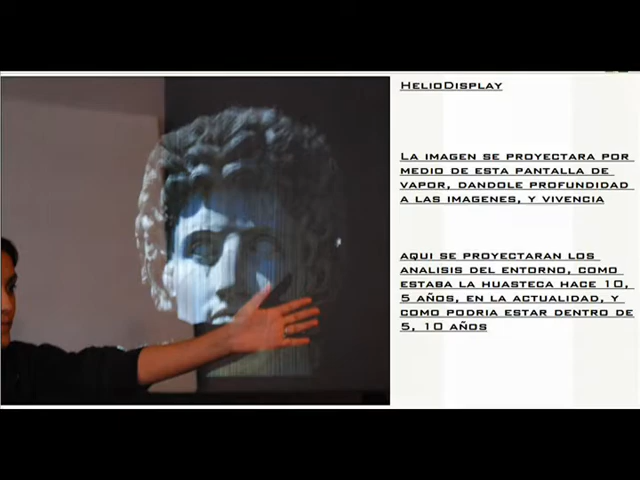 HelioDisplay
La imagen se proyectara por
medio de esta pantalla de
vapor, dandole profundidad
a las imagenes, y vivencia
aqui se proyectaran los
analisis del entorno, como
estaba la huasteca hace 10,
5 años, en la actualidad, y
como podria estar dentro de
5, 10 años